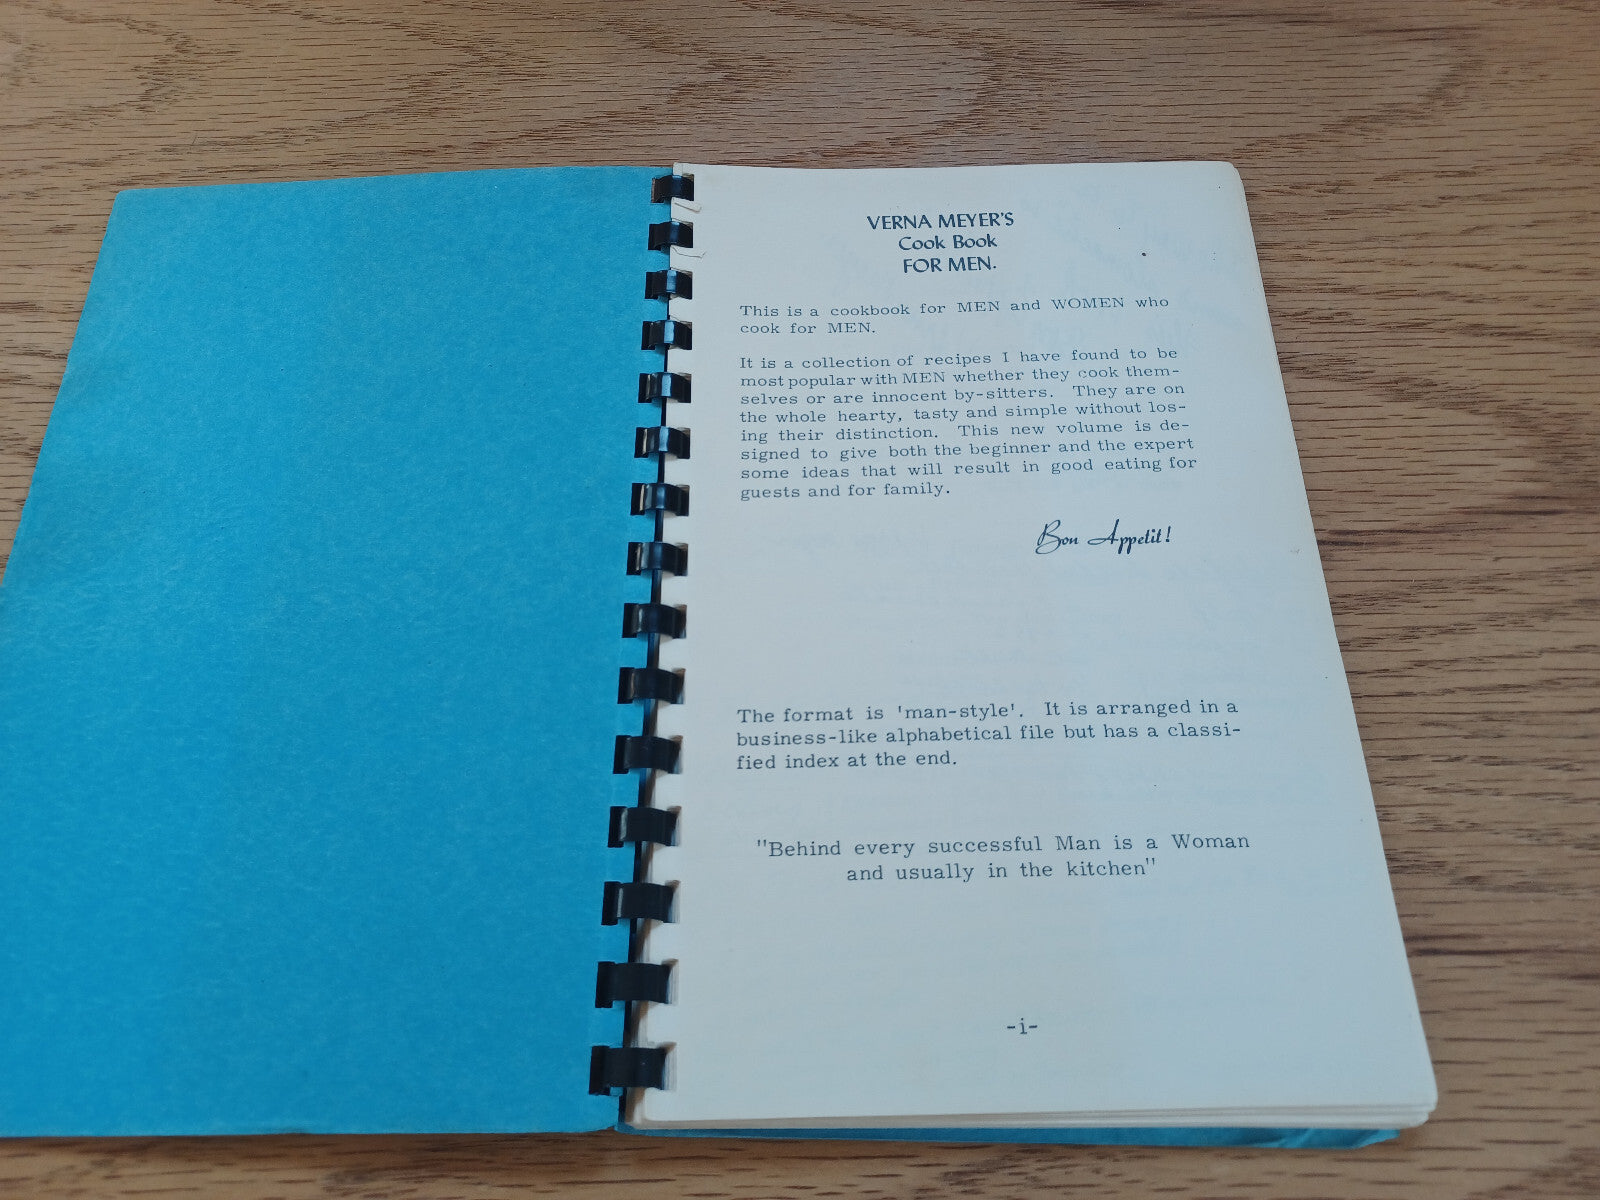 VERNA MEYER'S
Cook Book
FOR MEN.
This is a cookbook for MEN and WOMEN who
cook for MEN.
It is a collection of recipes I have found to be
most popular with MEN whether they cook them-
selves or are innocent by-sitters. They are on
the whole hearty, tasty and simple without los-
ing their distinction. This new volume is de-
signed to give both the beginner and the expert
some ideas that will result in good eating for
guests and for family.
Bon Appetit!
The format is 'man-style'. It is arranged in a
business-like alphabetical file but has a classi-
fied index at the end.
"Behind every successful Man is a Woman
and usually in the kitchen"
-i-